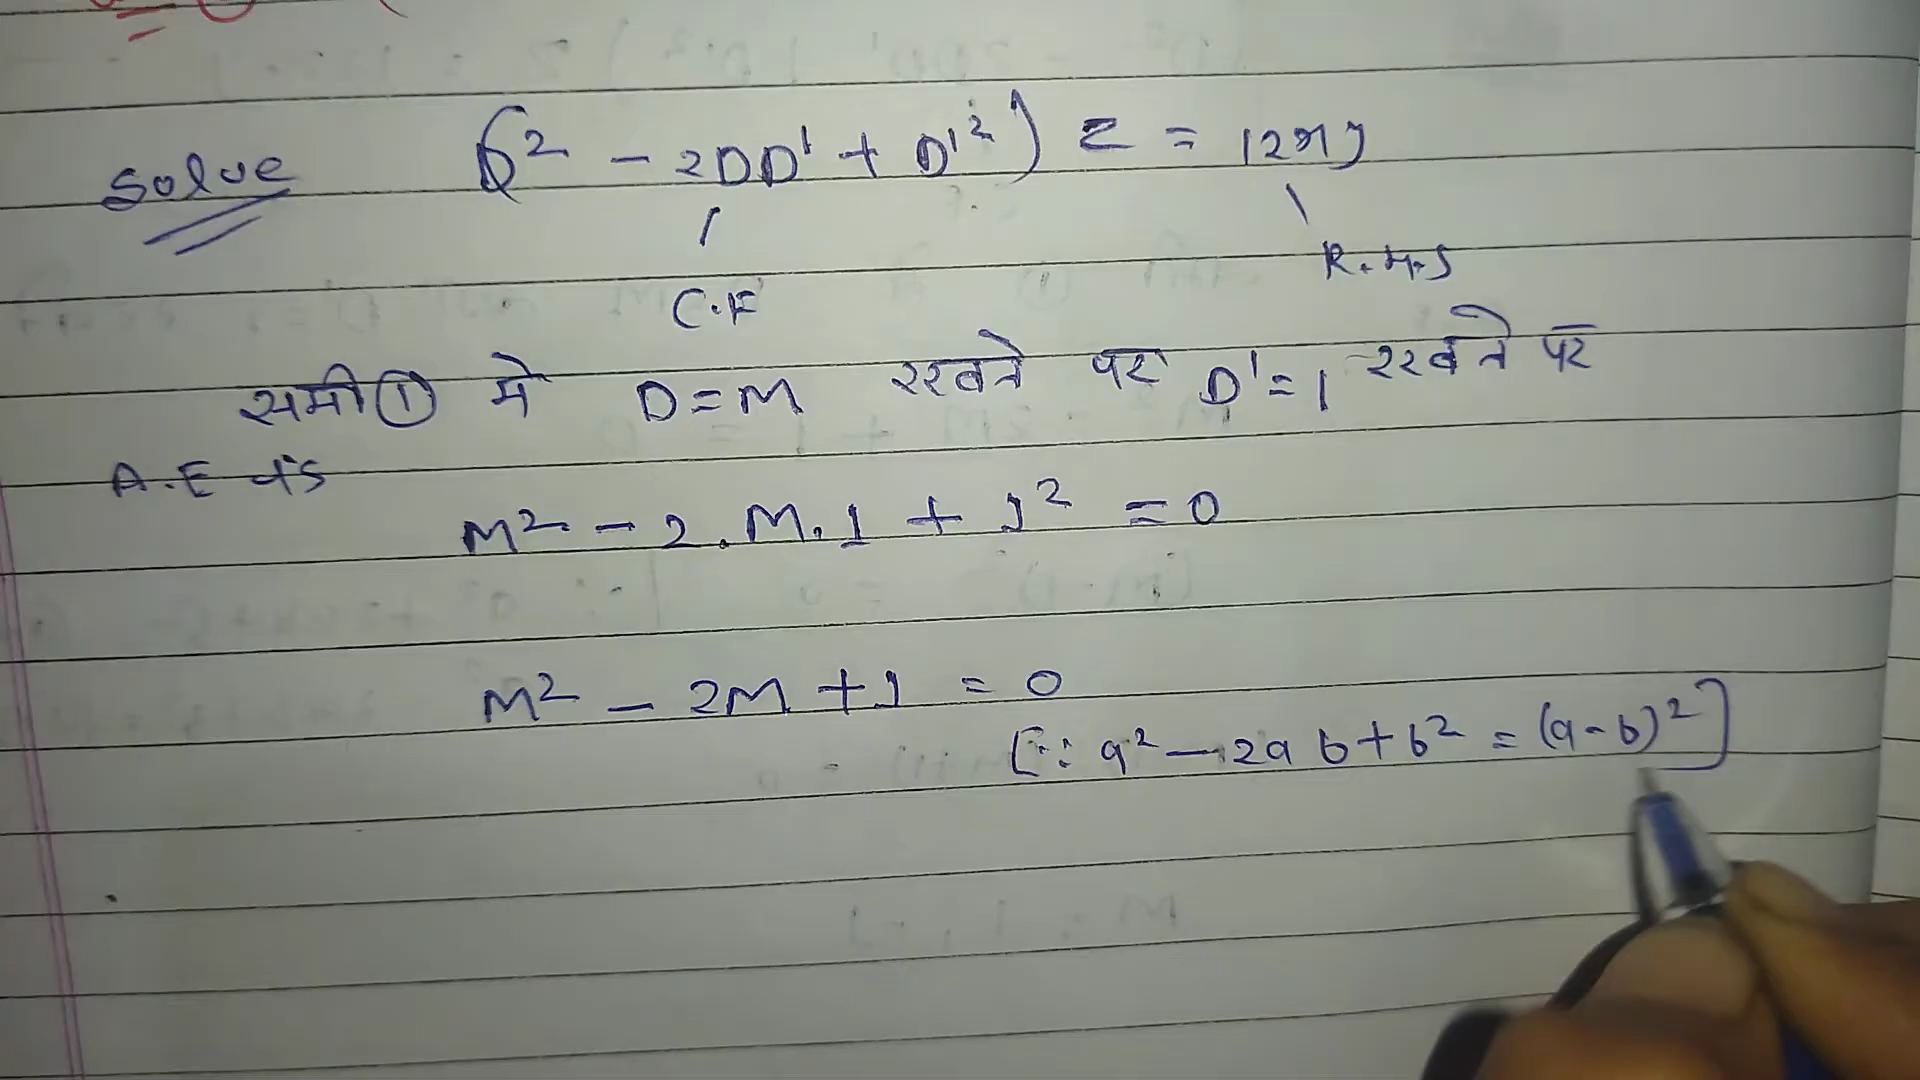 Solve (D² - 2DD' + D'²) Z = 12xy
C.F R.H.S
समी① मे D=M रखने पर D'=1 रखने पर
A.E is
M² - 2.M.1 + 1² = 0
M² - 2M + 1 = 0
[∵ a² - 2ab + b² = (a-b)²]